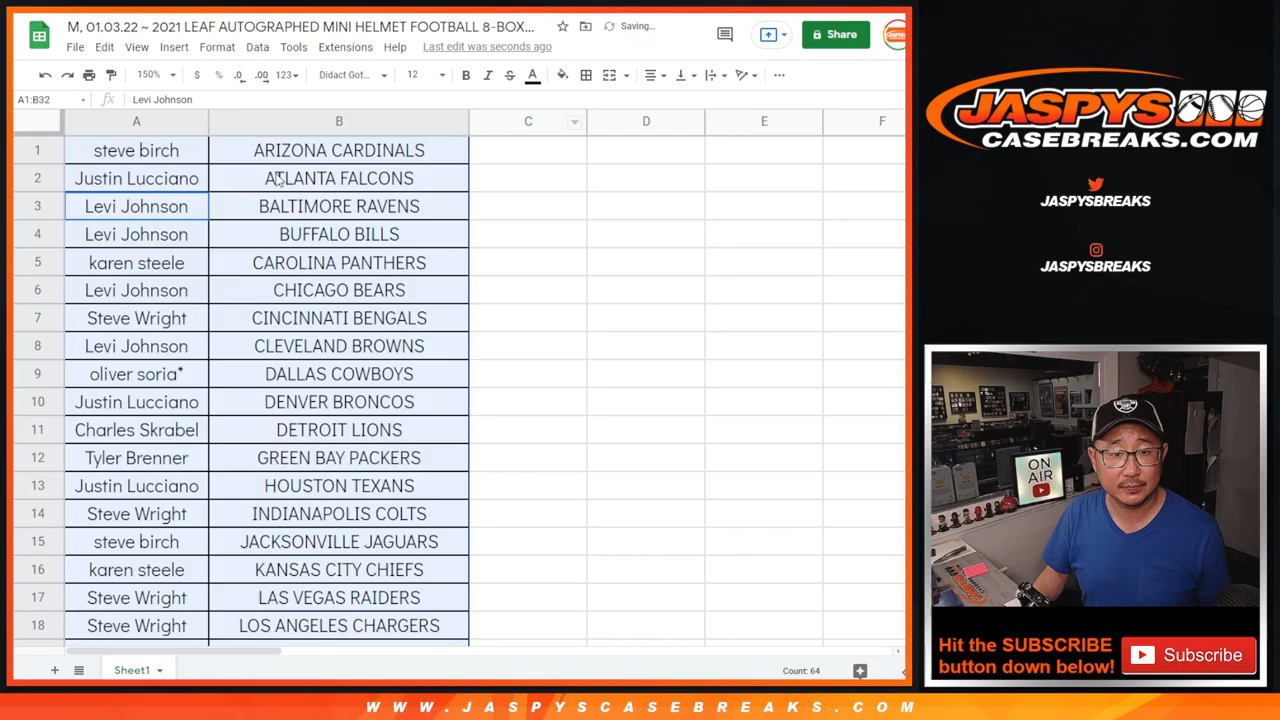 M, 01.03.22 ~ 2021 LEAF AUTOGRAPHED MINI HELMET FOOTBALL 8-BOX... Saving...
File Edit View Insert Format Data Tools Extensions Help Last edit was seconds ago
Share
150% $ % .0 .00 123 Didact Got... 12 B I S A
A1:B32 fx Levi Johnson
A B C D E F
1 steve birch ARIZONA CARDINALS
2 Justin Lucciano ATLANTA FALCONS
3 Levi Johnson BALTIMORE RAVENS
4 Levi Johnson BUFFALO BILLS
5 karen steele CAROLINA PANTHERS
6 Levi Johnson CHICAGO BEARS
7 Steve Wright CINCINNATI BENGALS
8 Levi Johnson CLEVELAND BROWNS
9 oliver soria* DALLAS COWBOYS
10 Justin Lucciano DENVER BRONCOS
11 Charles Skrabel DETROIT LIONS
12 Tyler Brenner GREEN BAY PACKERS
13 Justin Lucciano HOUSTON TEXANS
14 Steve Wright INDIANAPOLIS COLTS
15 steve birch JACKSONVILLE JAGUARS
16 karen steele KANSAS CITY CHIEFS
17 Steve Wright LAS VEGAS RAIDERS
18 Steve Wright LOS ANGELES CHARGERS
Sheet1
Count: 64
JASPYS
CASEBREAKS.COM
JASPYSBREAKS
JASPYSBREAKS
ON
AIR
Hit the SUBSCRIBE
button down below!
Subscribe
WWW.JASPYSCASEBREAKS.COM